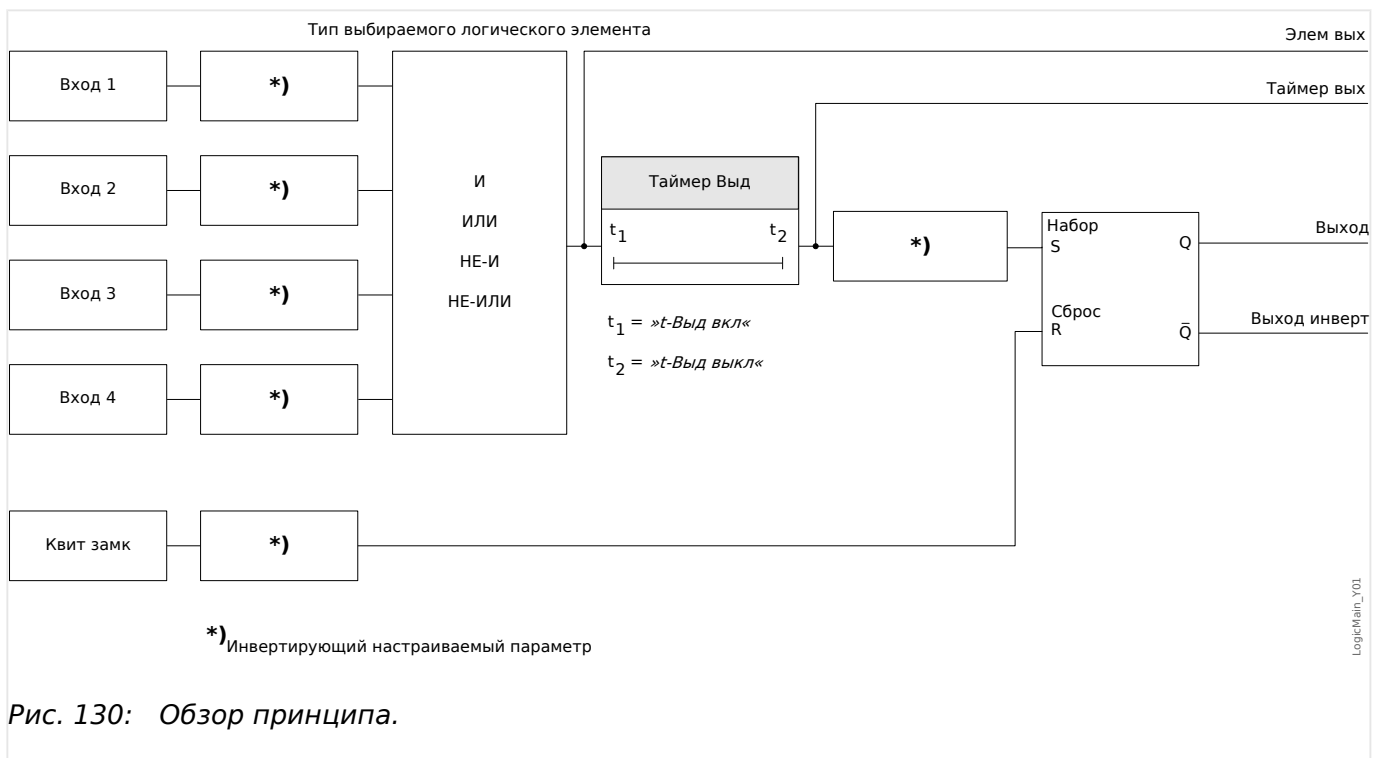 Тип выбираемого логического элемента
Элем вых
Вход 1
*)
Таймер вых
Вход 2
*)
И
ИЛИ
НЕ-И
НЕ-ИЛИ
Таймер Выд
t1
t2
*)
Набор
S
Q
Выход
Вход 3
*)
t1 = »t-Выд вкл«
t2 = »t-Выд выкл«
Сброс
R
Q̅
Выход инверт
Вход 4
*)
Квит замк
*)
*)Инвертирующий настраиваемый параметр
LogicMain_Y01
Рис. 130: Обзор принципа.